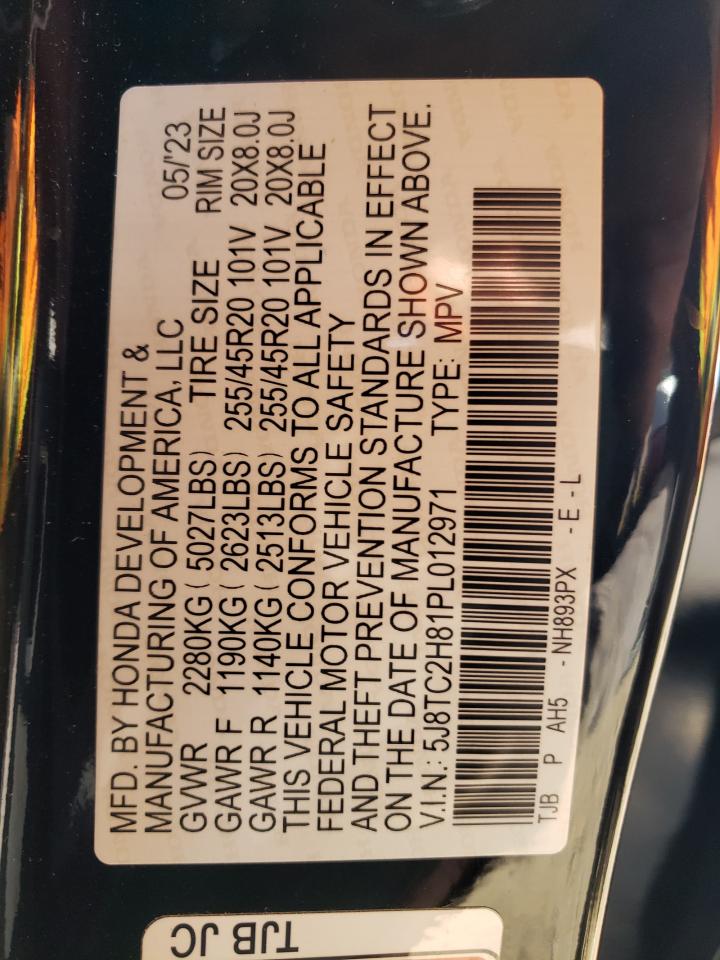 MFD. BY HONDA DEVELOPMENT &
MANUFACTURING OF AMERICA, LLC 05/'23
GVWR 2280KG ( 5027LBS) TIRE SIZE RIM SIZE
GAWR F 1190KG ( 2623LBS) 255/45R20 101V 20X8.0J
GAWR R 1140KG ( 2513LBS) 255/45R20 101V 20X8.0J
THIS VEHICLE CONFORMS TO ALL APPLICABLE
FEDERAL MOTOR VEHICLE SAFETY
AND THEFT PREVENTION STANDARDS IN EFFECT
ON THE DATE OF MANUFACTURE SHOWN ABOVE.
V.I.N.: 5J8TC2H81PL012971 TYPE: MPV
TJB P AH5 -NH893PX -E-L
TJB JC